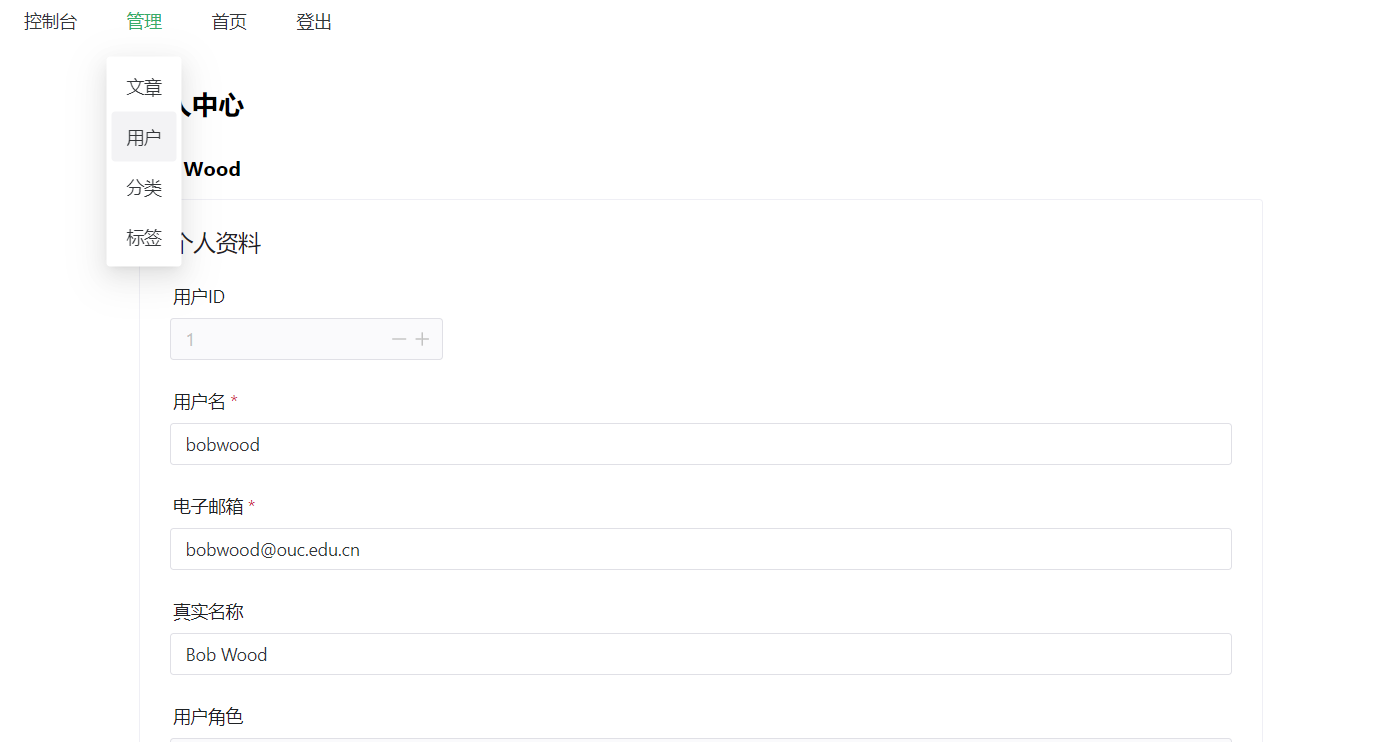 控制台 管理 首页 登出
文章
用户
分类
标签
人中心
Wood
个人资料
用户ID
1
用户名 *
bobwood
电子邮箱 *
bobwood@ouc.edu.cn
真实名称
Bob Wood
用户角色